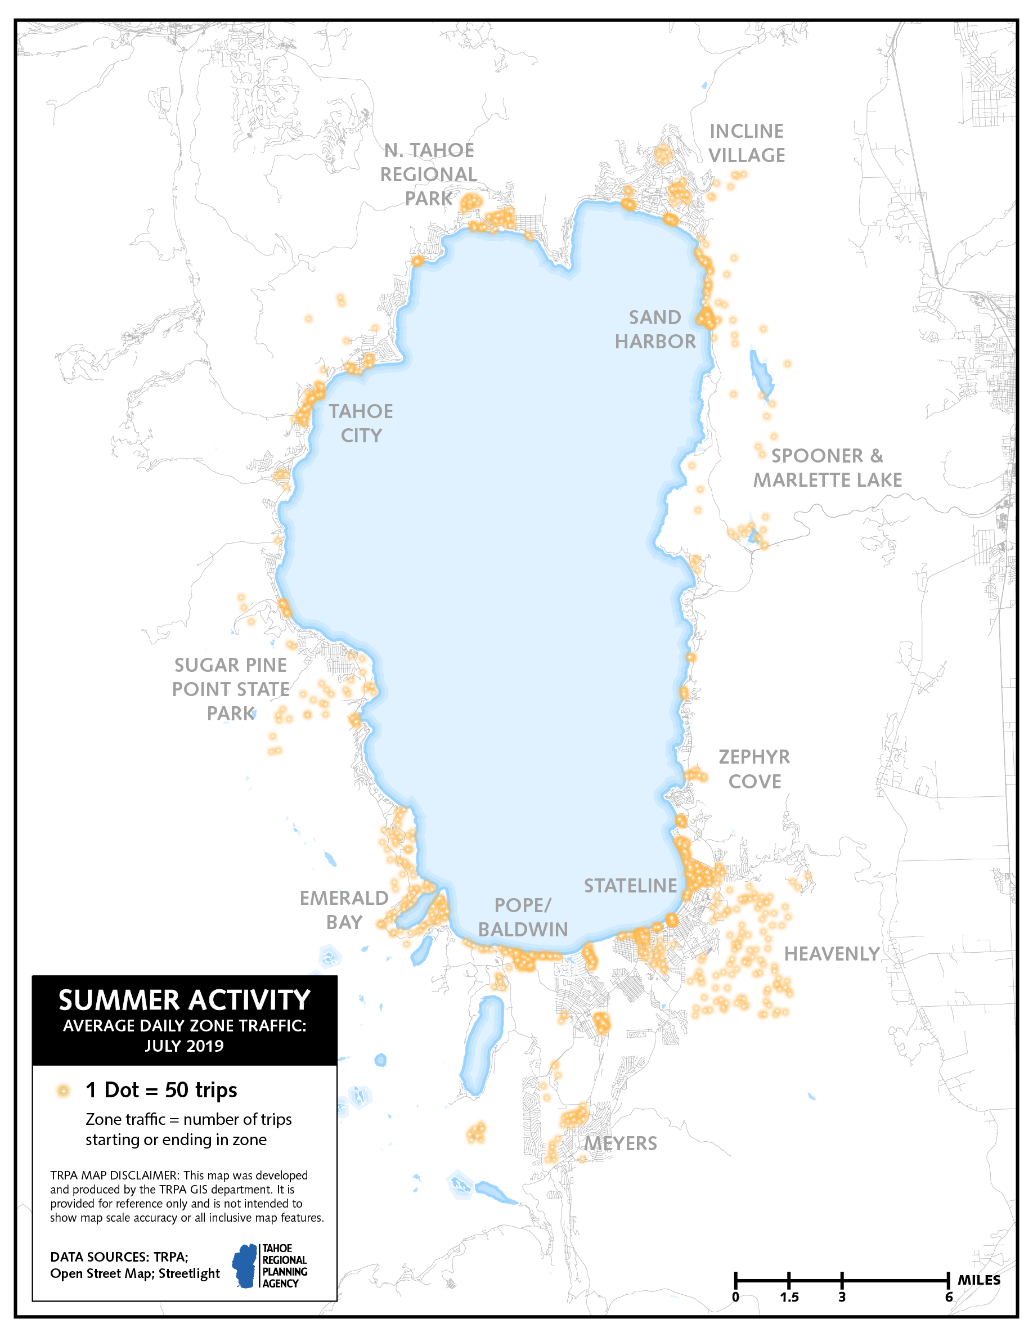 INCLINE
VILLAGE
N. TAHOE
REGIONAL
PARK
SAND
HARBOR
TAHOE
CITY
SPOONER &
MARLETTE LAKE
SUGAR PINE
POINT STATE
PARK
ZEPHYR
COVE
STATELINE
EMERALD
BAY
POPE/
BALDWIN
HEAVENLY
MEYERS
SUMMER ACTIVITY
AVERAGE DAILY ZONE TRAFFIC:
JULY 2019
1 Dot = 50 trips
Zone traffic = number of trips
starting or ending in zone
TRPA MAP DISCLAIMER: This map was developed
and produced by the TRPA GIS department. It is
provided for reference only and is not intended to
show map scale accuracy or all inclusive map features.
DATA SOURCES: TRPA;
Open Street Map; Streetlight
TAHOE
REGIONAL
PLANNING
AGENCY
MILES
0 1.5 3 6